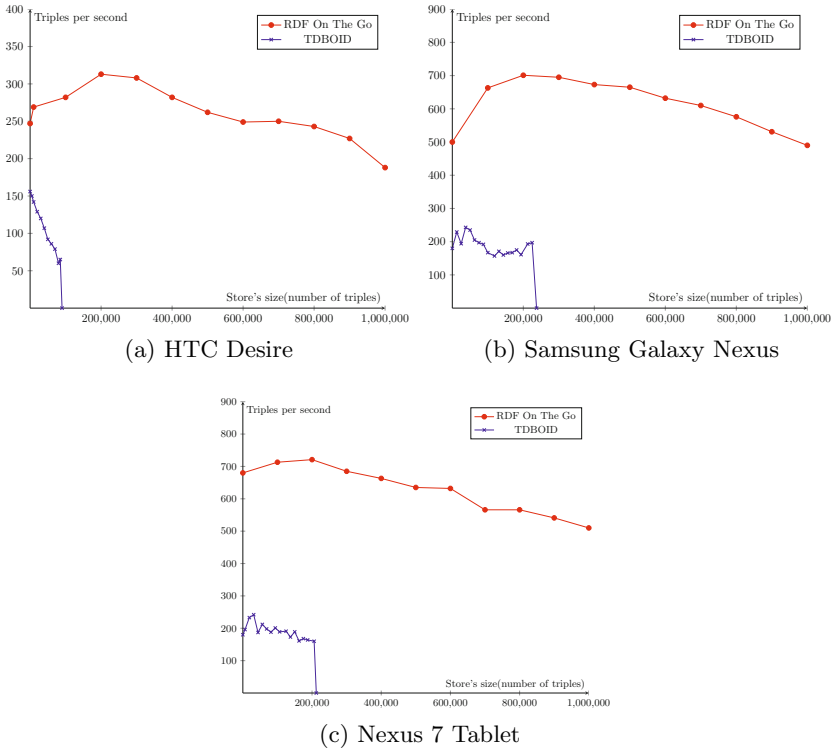 Triples per second
RDF On The Go
TDBOID
400
350
300
250
200
150
100
50
Store's size(number of triples)
200,000 400,000 600,000 800,000 1,000,000
(a) HTC Desire
Triples per second
RDF On The Go
TDBOID
900
800
700
600
500
400
300
200
100
Store's size(number of triples)
200,000 400,000 600,000 800,000 1,000,000
(b) Samsung Galaxy Nexus
Triples per second
RDF On The Go
TDBOID
900
800
700
600
500
400
300
200
100
Store's size(number of triples)
200,000 400,000 600,000 800,000 1,000,000
(c) Nexus 7 Tablet